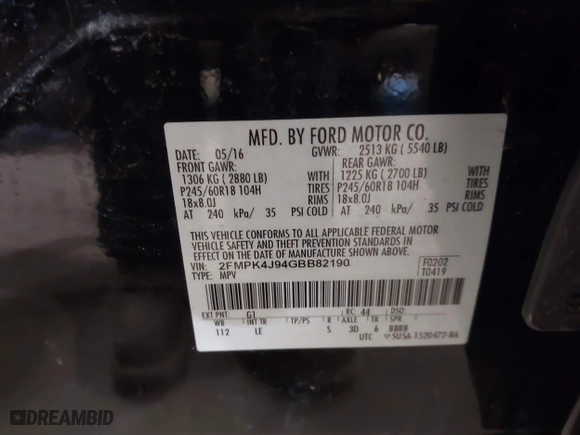 MFD. BY FORD MOTOR CO.
DATE: 05/16 GVWR: 2513 KG ( 5540 LB)
FRONT GAWR: REAR GAWR:
1306 KG ( 2880 LB) 1225 KG ( 2700 LB)
P245/60R18 104H TIRES P245/60R18 104H TIRES
18x8.0J RIMS 18x8.0J RIMS
AT 240 kPa/ 35 PSI COLD AT 240 kPa/ 35 PSI COLD
THIS VEHICLE CONFORMS TO ALL APPLICABLE FEDERAL MOTOR
VEHICLE SAFETY AND THEFT PREVENTION STANDARDS IN
EFFECT ON THE DATE OF MANUFACTURE SHOWN ABOVE.
VIN: 2FMPK4J94GBB82190 F0202
TYPE: MPV T0419
EXT PNT: G1 RC: 44 DSO:
WB INT TR TP/PS R AXLE TR SPR
112 LE S 3D 6 BBBB
UTC
DREAMBID